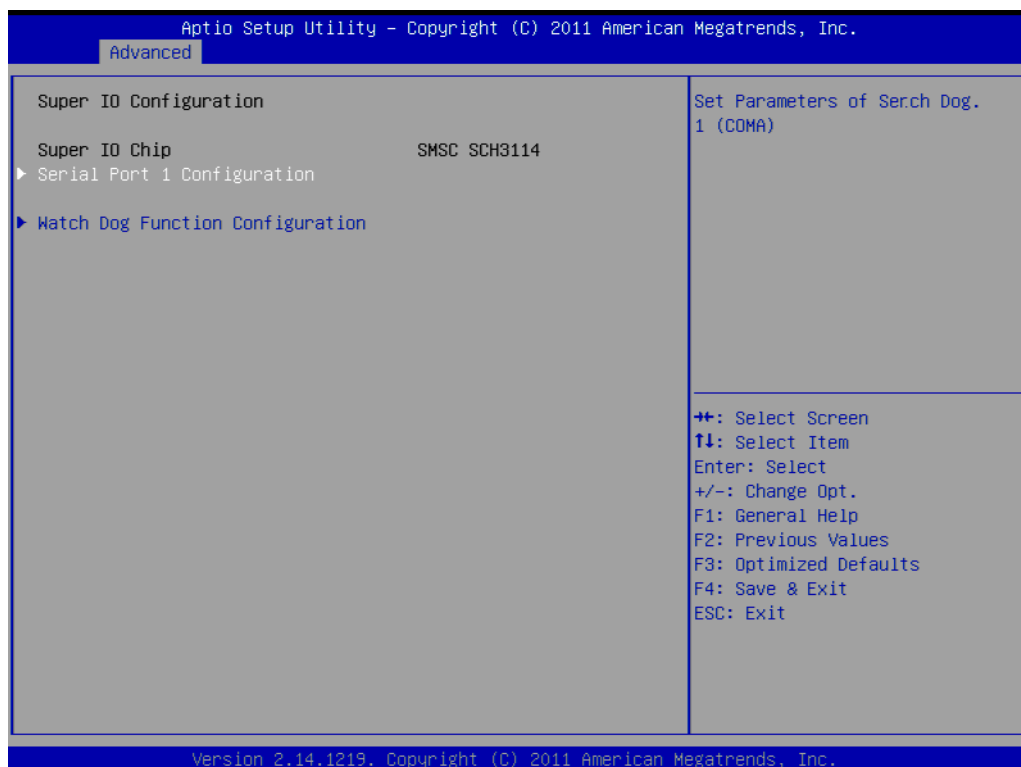 Aptio Setup Utility – Copyright (C) 2011 American Megatrends, Inc.
Advanced
Super IO Configuration
Super IO Chip SMSC SCH3114
Serial Port 1 Configuration
Watch Dog Function Configuration
Set Parameters of Ser.ch Dog.
1 (COMA)
→←: Select Screen
↑↓: Select Item
Enter: Select
+/-: Change Opt.
F1: General Help
F2: Previous Values
F3: Optimized Defaults
F4: Save & Exit
ESC: Exit
Version 2.14.1219. Copyright (C) 2011 American Megatrends, Inc.